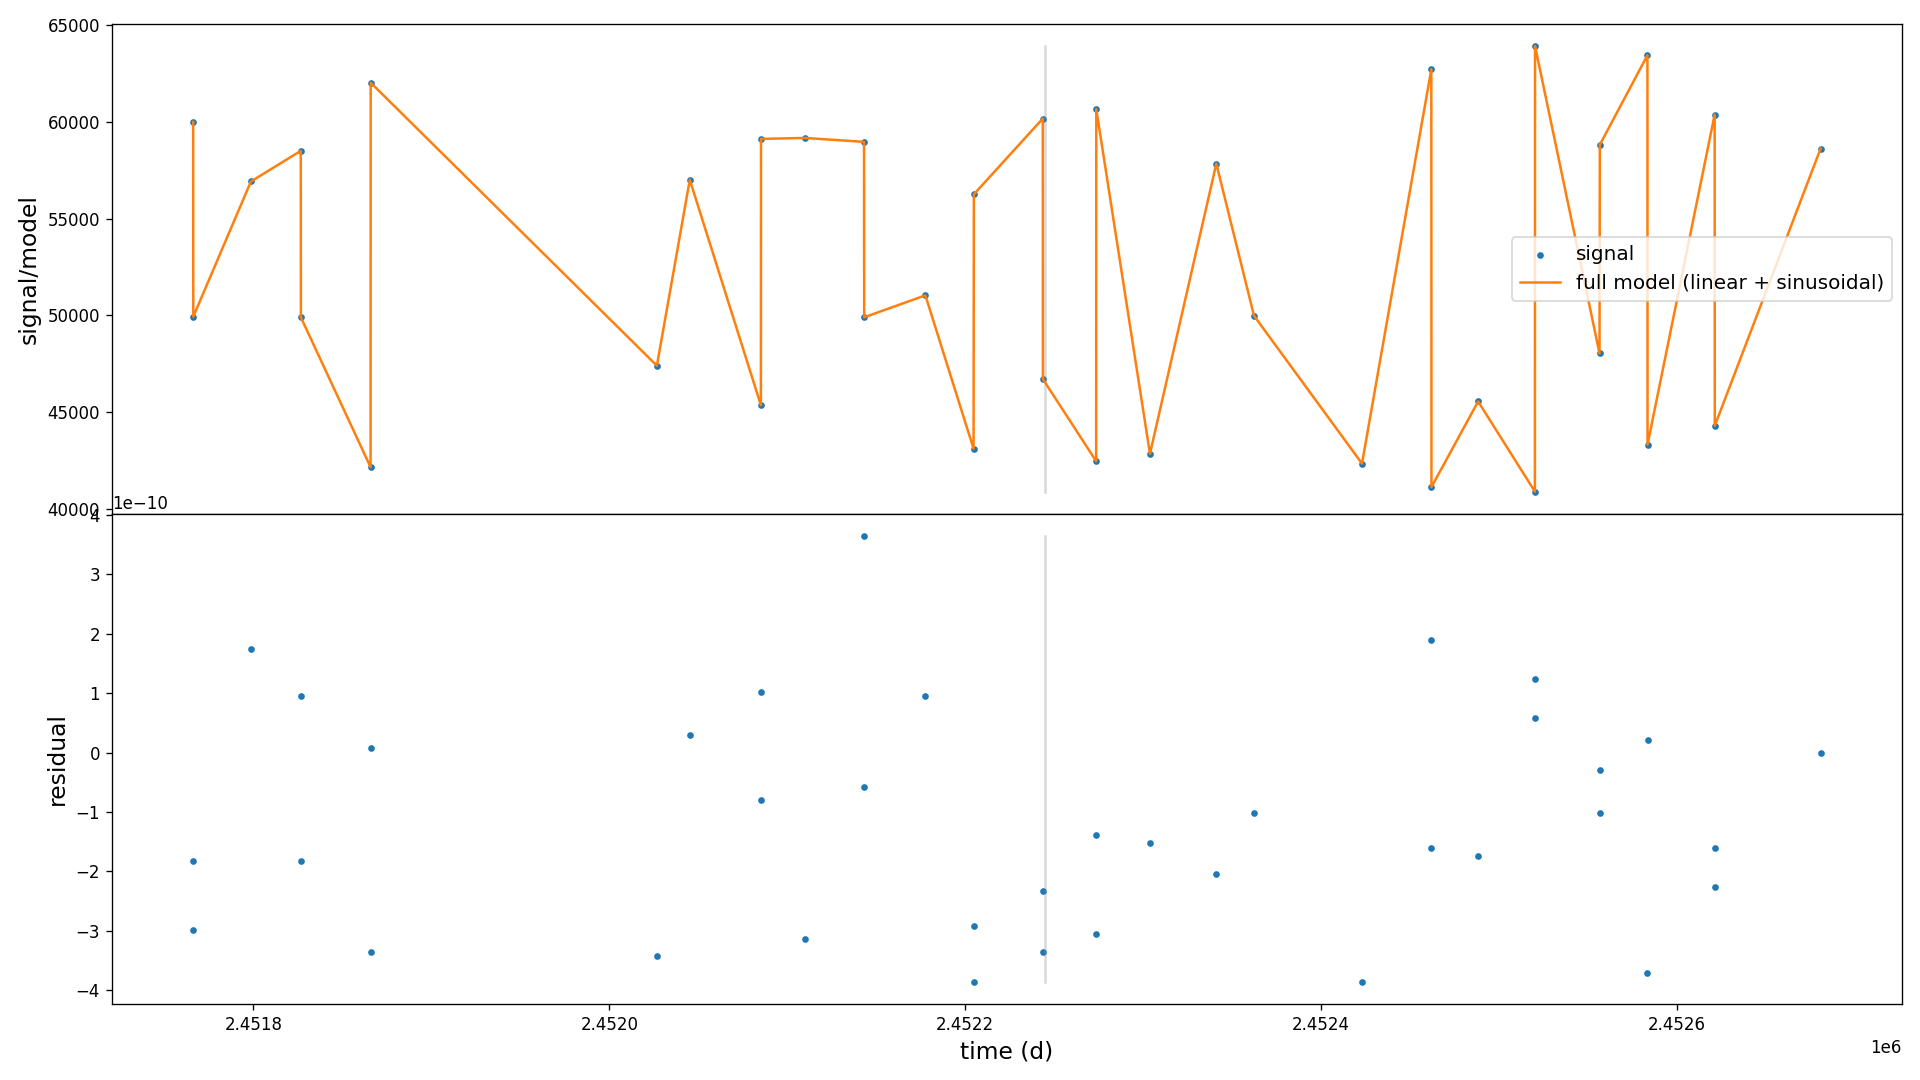 65000
60000
55000
50000
45000
40000
signal/model
signal
full model (linear + sinusoidal)
1e−10
4
3
2
1
0
−1
−2
−3
−4
residual
2.4518
2.4520
2.4522
2.4524
2.4526
1e6
time (d)